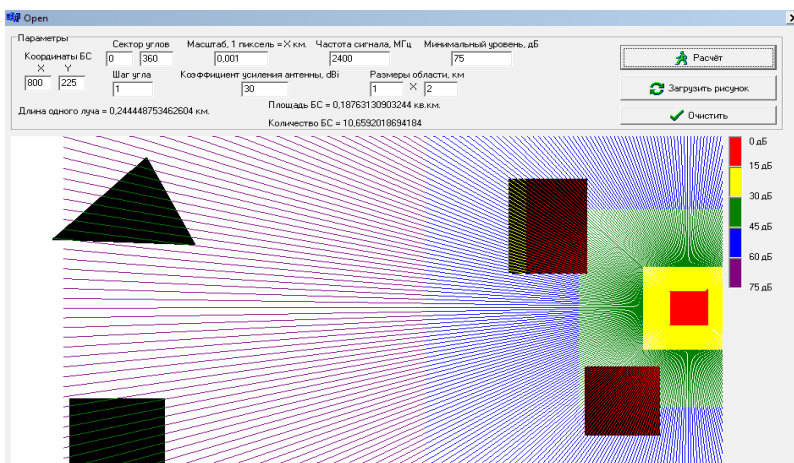 Open
Параметры
Координаты БС
X Y
800 225
Сектор углов
0 360
Шаг угла
1
Масштаб, 1 пиксель = X км.
0,001
Частота сигнала, МГц
2400
Минимальный уровень, дБ
75
Коэффициент усиления антенны, dBi
30
Размеры области, км
1 X 2
Длина одного луча = 0,244448753462604 км.
Площадь БС = 0,18763130903244 кв.км.
Количество БС = 10,6592018694184
Расчёт
Загрузить рисунок
Очистить
0 дБ
15 дБ
30 дБ
45 дБ
60 дБ
75 дБ